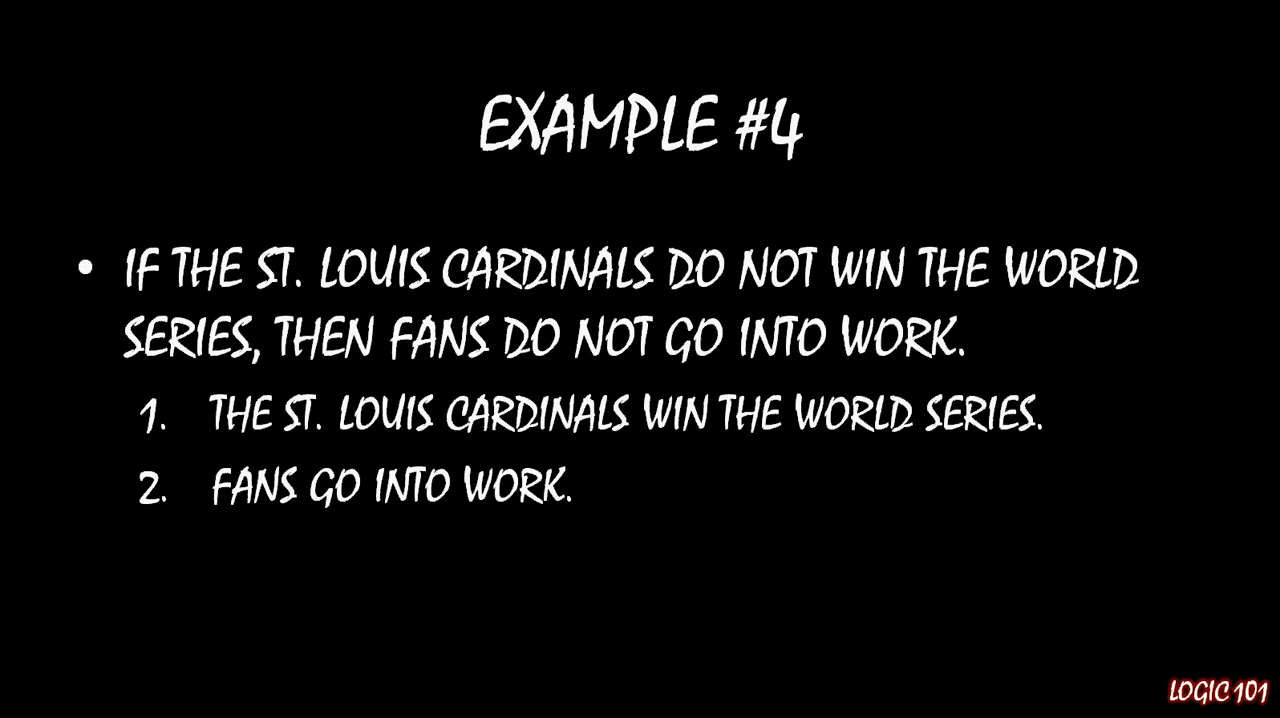 EXAMPLE #4
• IF THE ST. LOUIS CARDINALS DO NOT WIN THE WORLD
SERIES, THEN FANS DO NOT GO INTO WORK.
1. THE ST. LOUIS CARDINALS WIN THE WORLD SERIES.
2. FANS GO INTO WORK.
LOGIC 101